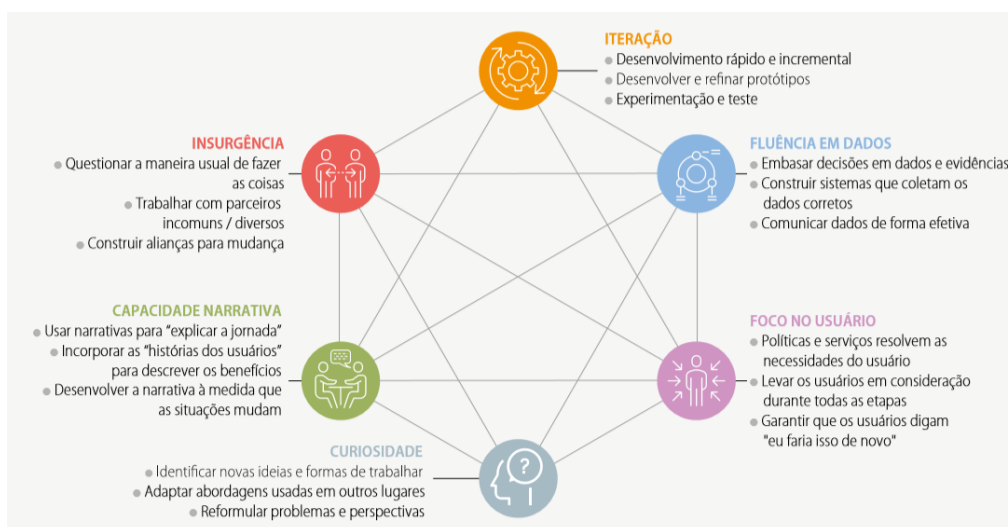 ITERAÇÃO
● Desenvolvimento rápido e incremental
● Desenvolver e refinar protótipos
● Experimentação e teste
INSURGÊNCIA
● Questionar a maneira usual de fazer
as coisas
● Trabalhar com parceiros
incomuns / diversos
● Construir alianças para mudança
FLUÊNCIA EM DADOS
● Embasar decisões em dados e evidências
● Construir sistemas que coletam os
dados corretos
● Comunicar dados de forma efetiva
CAPACIDADE NARRATIVA
● Usar narrativas para “explicar a jornada”
● Incorporar as “histórias dos usuários”
para descrever os benefícios
● Desenvolver a narrativa à medida que
as situações mudam
FOCO NO USUÁRIO
● Políticas e serviços resolvem as
necessidades do usuário
● Levar os usuários em consideração
durante todas as etapas
● Garantir que os usuários digam
"eu faria isso de novo"
CURIOSIDADE
● Identificar novas ideias e formas de trabalhar
● Adaptar abordagens usadas em outros lugares
● Reformular problemas e perspectivas
?